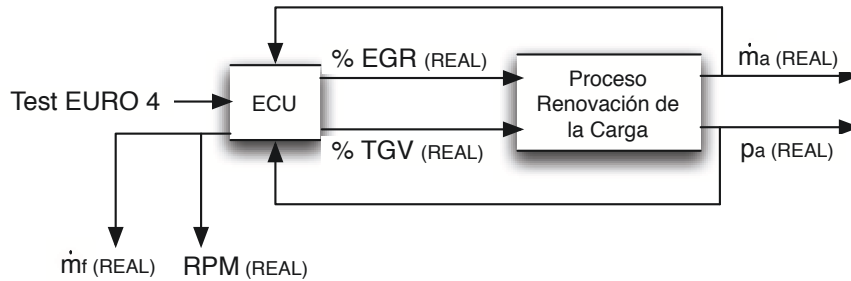 % EGR (REAL)
ṁa (REAL)
Test EURO 4
ECU
Proceso
Renovación de
la Carga
% TGV (REAL)
pa (REAL)
ṁf (REAL)
RPM (REAL)